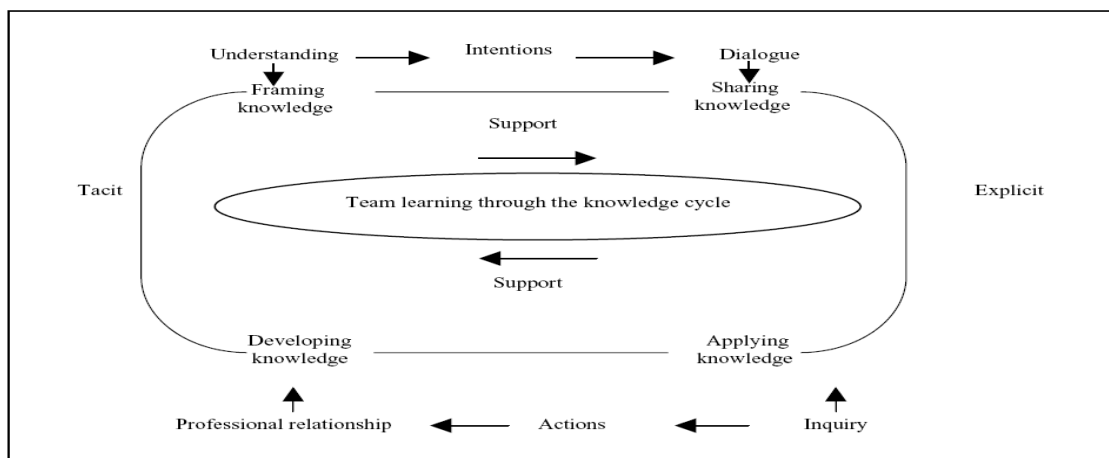 Understanding
Intentions
Dialogue
Framing
knowledge
Sharing
knowledge
Support
Tacit
Explicit
Team learning through the knowledge cycle
Support
Developing
knowledge
Applying
knowledge
Professional relationship
Actions
Inquiry